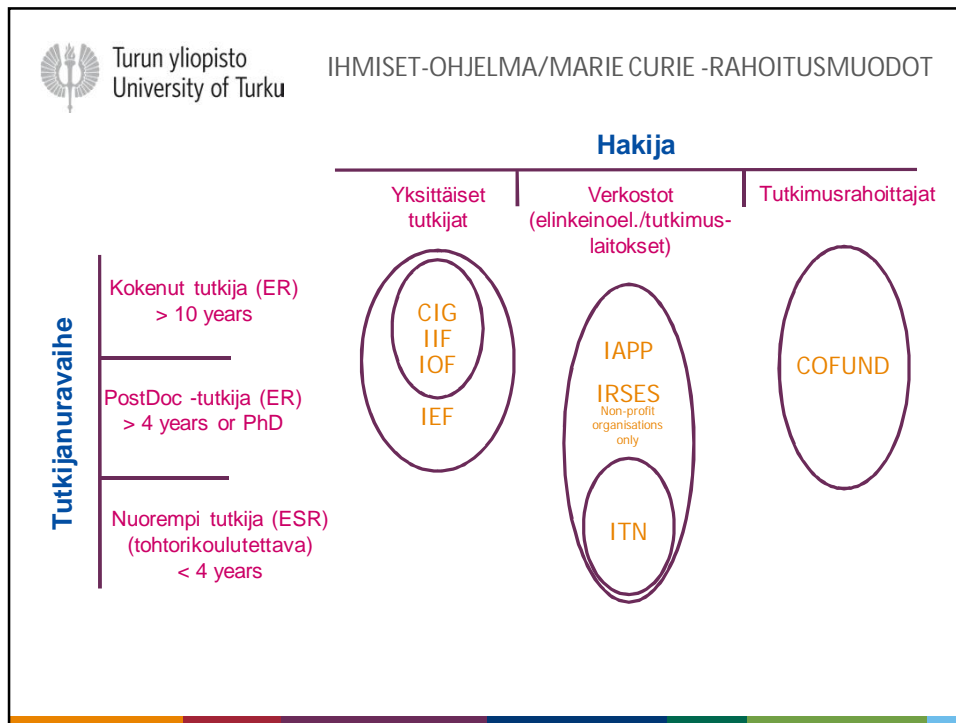 Turun yliopisto
University of Turku
IHMISET-OHJELMA/MARIE CURIE -RAHOITUSMUODOT
Hakija
Yksittäiset
tutkijat
Verkostot
(elinkeinoel./tutkimus-
laitokset)
Tutkimusrahoittajat
Tutkijanuravaihe
Kokenut tutkija (ER)
> 10 years
PostDoc -tutkija (ER)
> 4 years or PhD
Nuorempi tutkija (ESR)
(tohtorikoulutettava)
< 4 years
CIG
IIF
IOF
IEF
IAPP
IRSES
Non-profit
organisations
only
ITN
COFUND